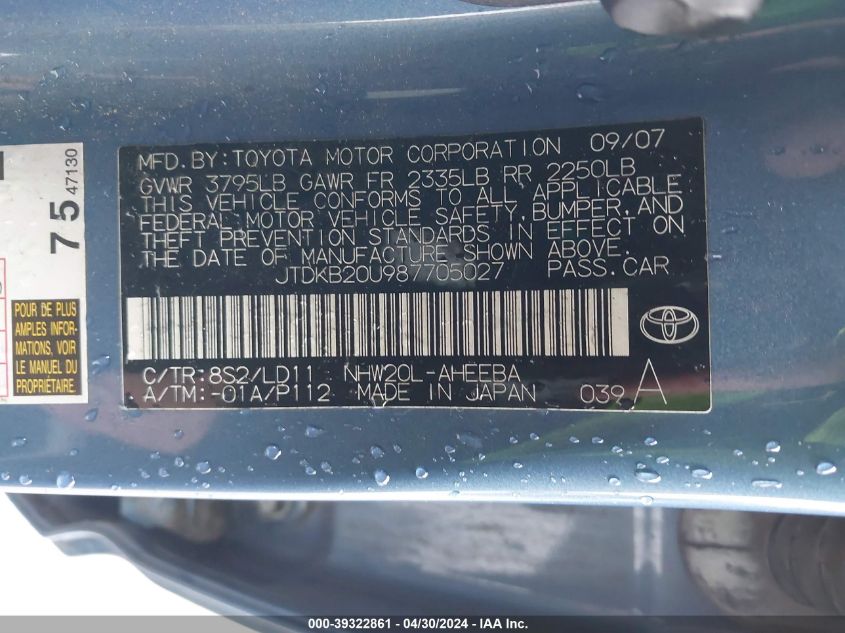 75 47130
POUR DE PLUS
AMPLES INFOR-
MATIONS, VOIR
LE MANUEL DU
MFD. BY: TOYOTA MOTOR CORPORATION 09/07
GVWR 3795LB GAWR FR 2335LB RR 2250LB
THIS VEHICLE CONFORMS TO ALL APPLICABLE
FEDERAL MOTOR VEHICLE SAFETY, BUMPER, AND
THEFT PREVENTION STANDARDS IN EFFECT ON
THE DATE OF MANUFACTURE SHOWN ABOVE.
JTDKB20U987705027 PASS. CAR
C/TR: 8S2/LD11 NHW20L-AHEEBA
A/TM: -01A/P112 MADE IN JAPAN 039 A
000-39322861 - 04/30/2024 - IMAGE 9